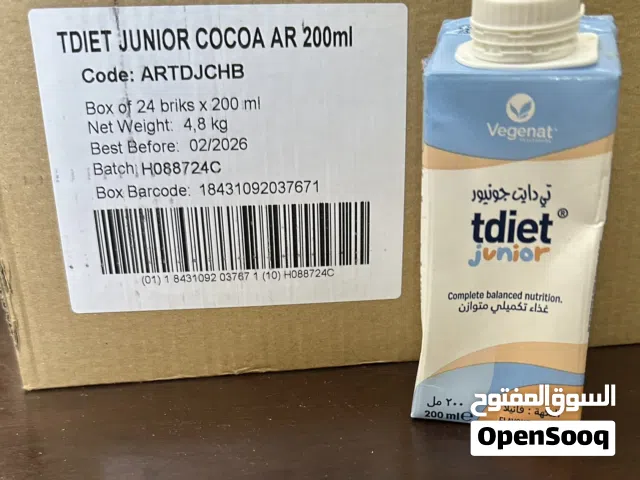 TDIET JUNIOR COCOA AR 200ml
Code: ARTDJCHB
Box of 24 briks x 200 ml
Net Weight: 4,8 kg
Best Before: 02/2026
Batch: H088724C
Box Barcode: 18431092037671
(01) 1 8431092 03767 1 (10) H088724C
Vegenat
تي دايت جونيور
tdiet®
junior
Complete balanced nutrition.
غذاء تكميلي متوازن
٢٠٠ مل
200 ml e
فانيلا
السوق المفتوح
OpenSooq